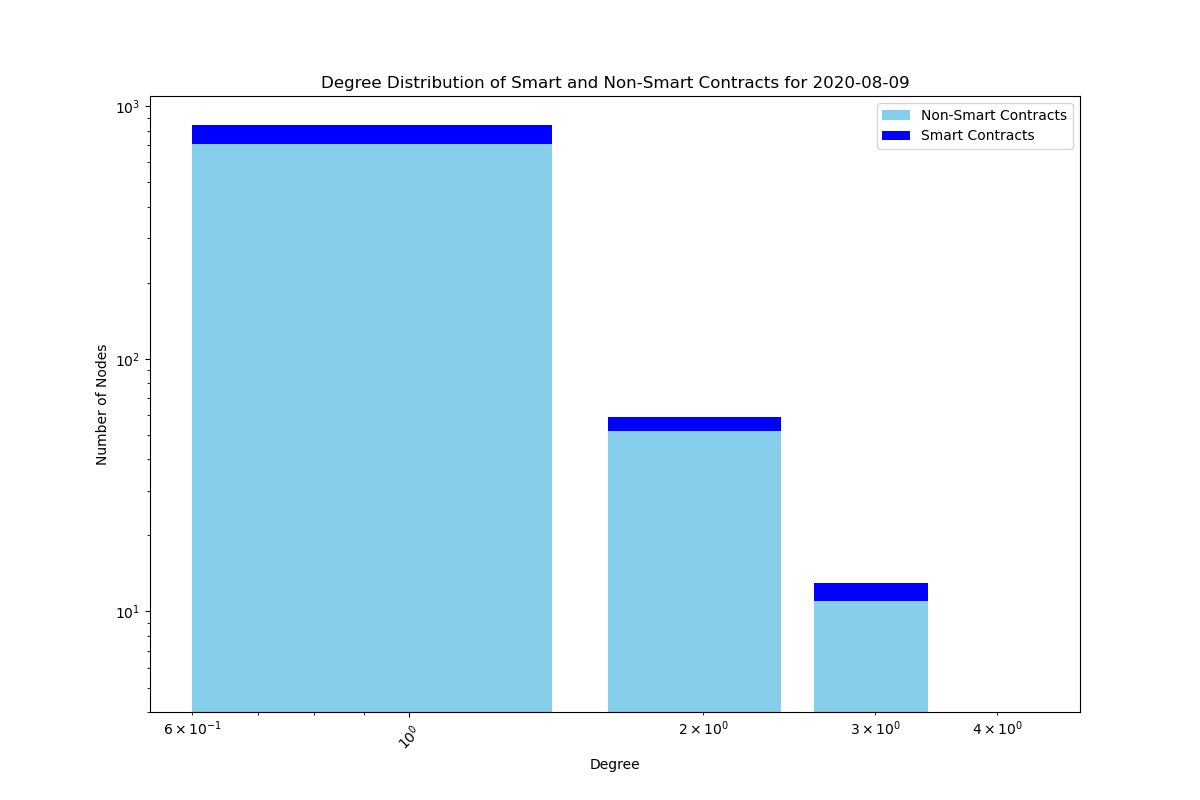 Degree Distribution of Smart and Non-Smart Contracts for 2020-08-09
Non-Smart Contracts
Smart Contracts
Number of Nodes
10³
10²
10¹
6 × 10⁻¹
10⁰
2 × 10⁰
3 × 10⁰
4 × 10⁰
Degree